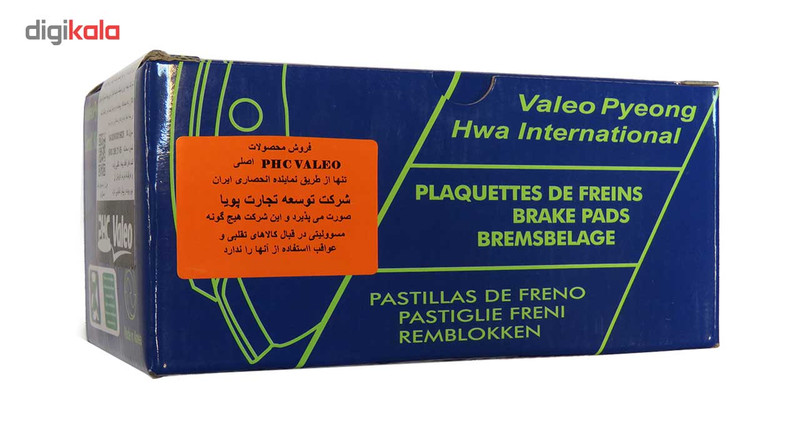 digikala
Valeo Pyeong
Hwa International
فروش محصولات
PHC VALEO اصلی
تنها از طریق نماینده انحصاری ایران
شرکت توسعه تجارت پویا
صورت می پذیرد و این شرکت هیچ گونه
مسوولیتی در قبال کالاهای تقلبی و
عواقب ااستفاده از آنها را ندارد
PLAQUETTES DE FREINS
BRAKE PADS
BREMSBELAGE
PASTILLAS DE FRENO
PASTIGLIE FRENI
REMBLOKKEN
PHC Valeo